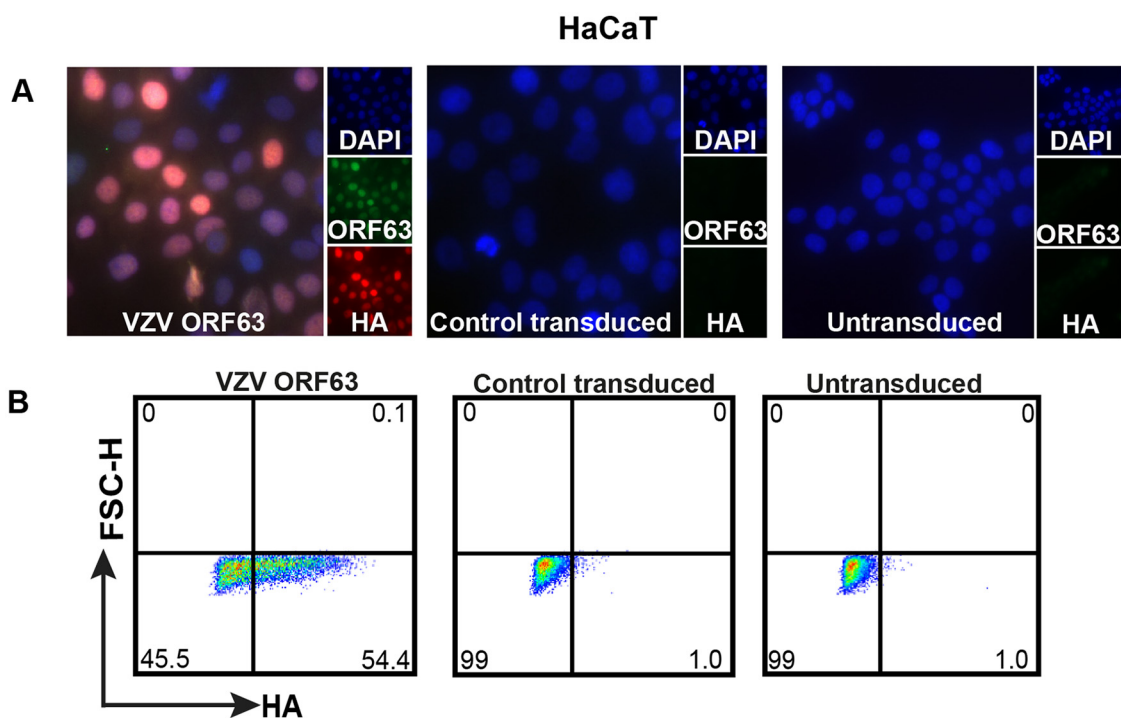 HaCaT
A
DAPI
ORF63
HA
VZV ORF63
DAPI
ORF63
HA
Control transduced
DAPI
ORF63
HA
Untransduced
B
VZV ORF63
Control transduced
Untransduced
0 0.1
45.5 54.4
0 0
99 1.0
0 0
99 1.0
FSC-H
HA